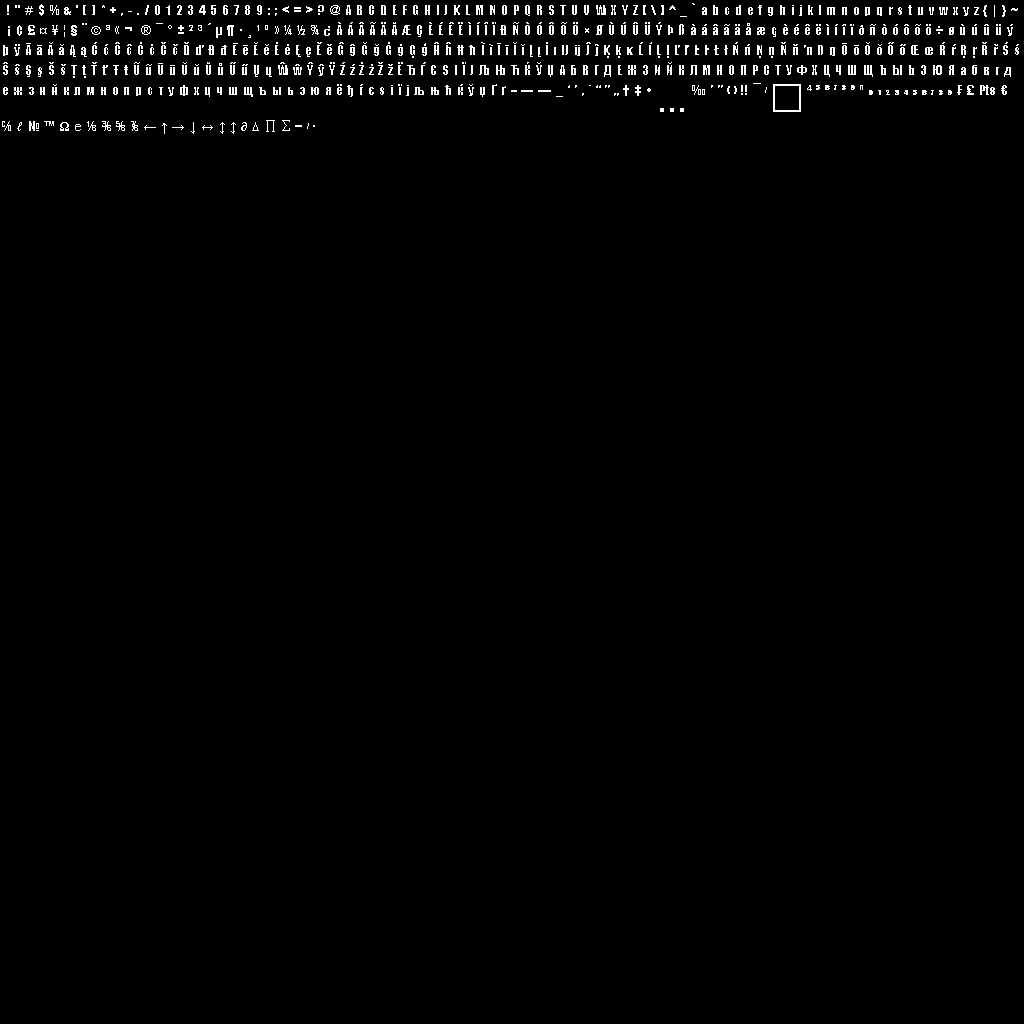 ! " # $ % & ' [ ] * + , - . / 0 1 2 3 4 5 6 7 8 9 : ; < = > ? @ A B C D E F G H I J K L M N O P Q R S T U V W X Y Z [ \ ] ^ _ ` a b c d e f g h i j k l m n o p q r s t u v w x y z { | } ~
¡ ¢ £ ¤ ¥ ¦ § ¨ © ª « ¬ ® ¯ ° ± ² ³ ´ µ ¶ · ¸ ¹ º » ¼ ½ ¾ ¿ À Á Â Ã Ä Å Æ Ç È É Ê Ë Ì Í Î Ï Ð Ñ Ò Ó Ô Õ Ö × Ø Ù Ú Û Ü Ý Þ ß à á â ã ä å æ ç è é ê ë ì í î ï ð ñ ò ó ô õ ö ÷ ø ù ú û ü ý
þ ÿ Ā ā Ă ă Ą ą Ć ć Ĉ ĉ Ċ ċ Č č Ď ď Đ đ Ē ē Ĕ ĕ Ė ė Ę ę Ě ě Ĝ ĝ Ğ ğ Ġ ġ Ģ ģ Ĥ ĥ Ħ ħ Ĩ ĩ Ī ī Ĭ ĭ Į į İ ı Ĳ ĳ Ĵ ĵ Ķ ķ ĸ Ĺ ĺ Ļ ļ Ľ ľ Ŀ ŀ Ł ł Ń ń Ņ ņ Ň ň ŉ Ŋ ŋ Ō ō Ŏ ŏ Ő ő Œ œ Ŕ ŕ Ŗ ŗ Ř ř Ś ś
Ŝ ŝ Ş ş Š š Ţ ţ Ť ť Ŧ ŧ Ũ ũ Ū ū Ŭ ŭ Ů ů Ű ű Ų ų Ŵ ŵ Ŷ ŷ Ÿ Ź ź Ż ż Ž ž Ё Ђ Ѓ Є Ѕ І Ї Ј Љ Њ Ћ Ќ Ў Џ А Б В Г Д Е Ж З И Й К Л М Н О П Р С Т У Ф Х Ц Ч Ш Щ Ъ Ы Ь Э Ю Я а б в г д
е ж з и й к л м н о п р с т у ф х ц ч ш щ ъ ы ь э ю я ё ђ ѓ є ѕ і ї ј љ њ ћ ќ ў џ Ґ ґ – — ― ‗ ‘ ’ ‚ ‛ “ ” „ † ‡ • … ‰ ′ ″ ‹ › ‼ ‾ ⁄ □ ⁴ ⁵ ⁶ ⁷ ⁸ ⁹ ⁿ ₀ ₁ ₂ ₃ ₄ ₅ ₆ ₇ ₈ ₉ ₣ ₤ ₧ €
℅ ℓ № ™ Ω ℮ ⅛ ⅜ ⅝ ⅞ ← ↑ → ↓ ↔ ↕ ↨ ∂ ∆ ∏ ∑ − ∕ ∙